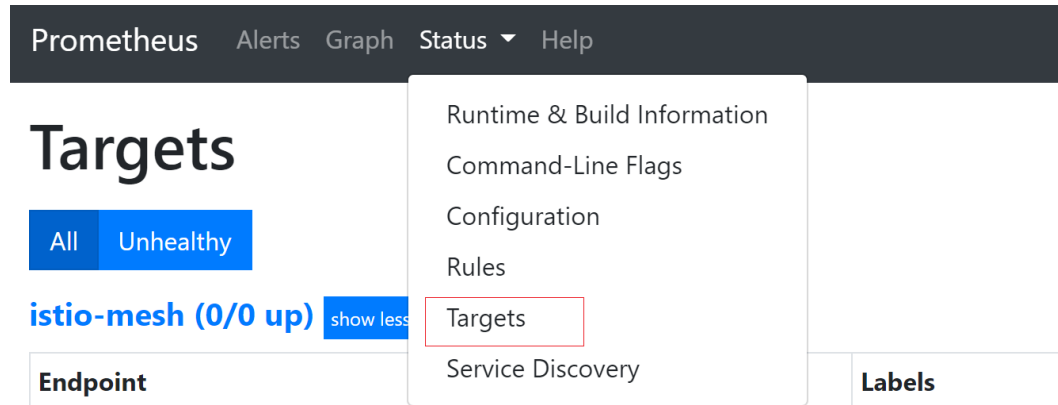 Prometheus Alerts Graph Status Help
Runtime & Build Information
Command-Line Flags
Configuration
Rules
Targets
Service Discovery
Targets
All Unhealthy
istio-mesh (0/0 up) show less
Endpoint Labels